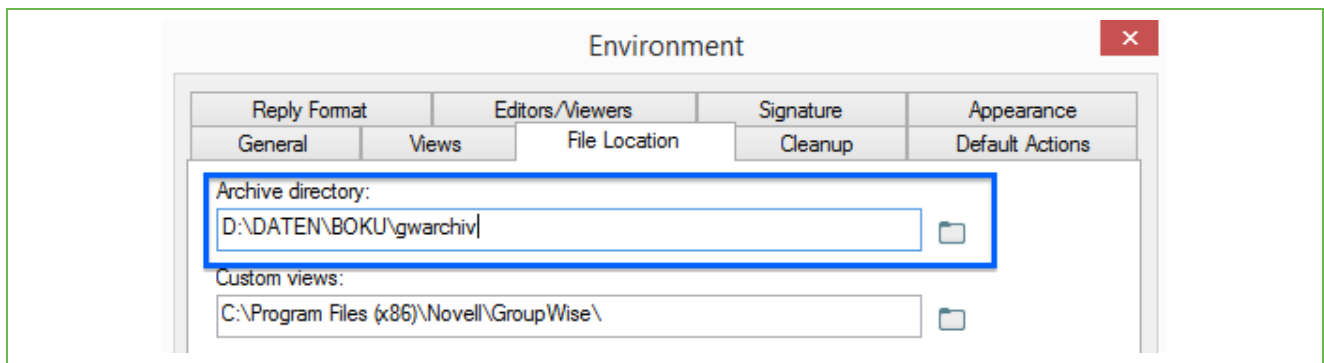 Environment
Reply Format Editors/Viewers Signature Appearance
General Views File Location Cleanup Default Actions
Archive directory:
D:\DATEN\BOKU\gwarchiv
Custom views:
C:\Program Files (x86)\Novell\GroupWise\